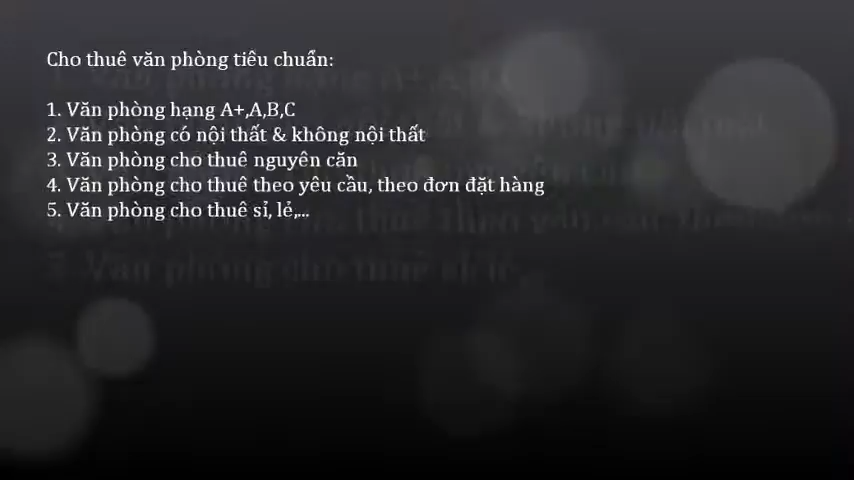 Cho thuê văn phòng tiêu chuẩn:
1. Văn phòng hạng A+,A,B,C
2. Văn phòng có nội thất & không nội thất
3. Văn phòng cho thuê nguyên căn
4. Văn phòng cho thuê theo yêu cầu, theo đơn đặt hàng
5. Văn phòng cho thuê sỉ, lẻ,...